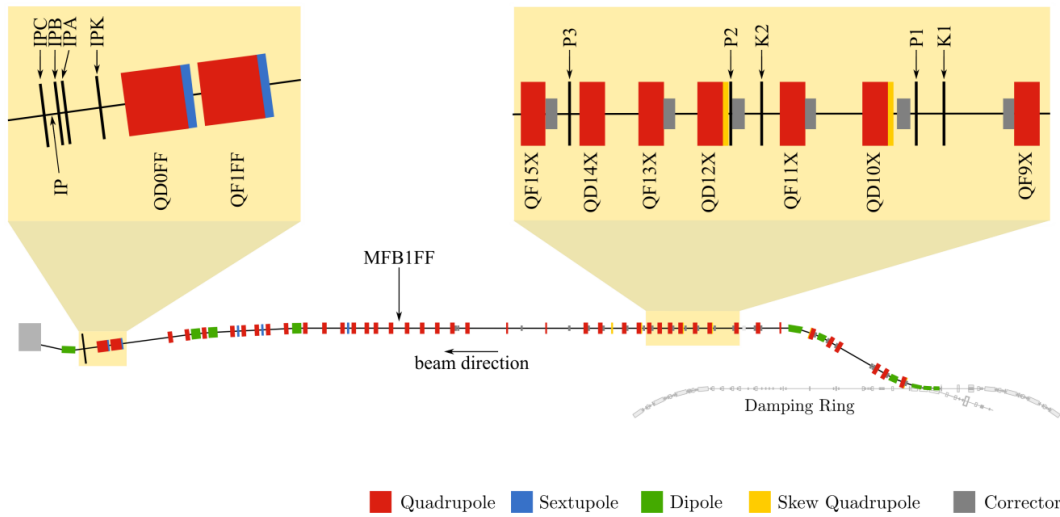 IPC
IPB
IPA
IPK
IP
QD0FF
QF1FF
P3
P2
K2
P1
K1
QF15X
QD14X
QF13X
QD12X
QF11X
QD10X
QF9X
MFB1FF
beam direction
Damping Ring
Quadrupole Sextupole Dipole Skew Quadrupole Corrector